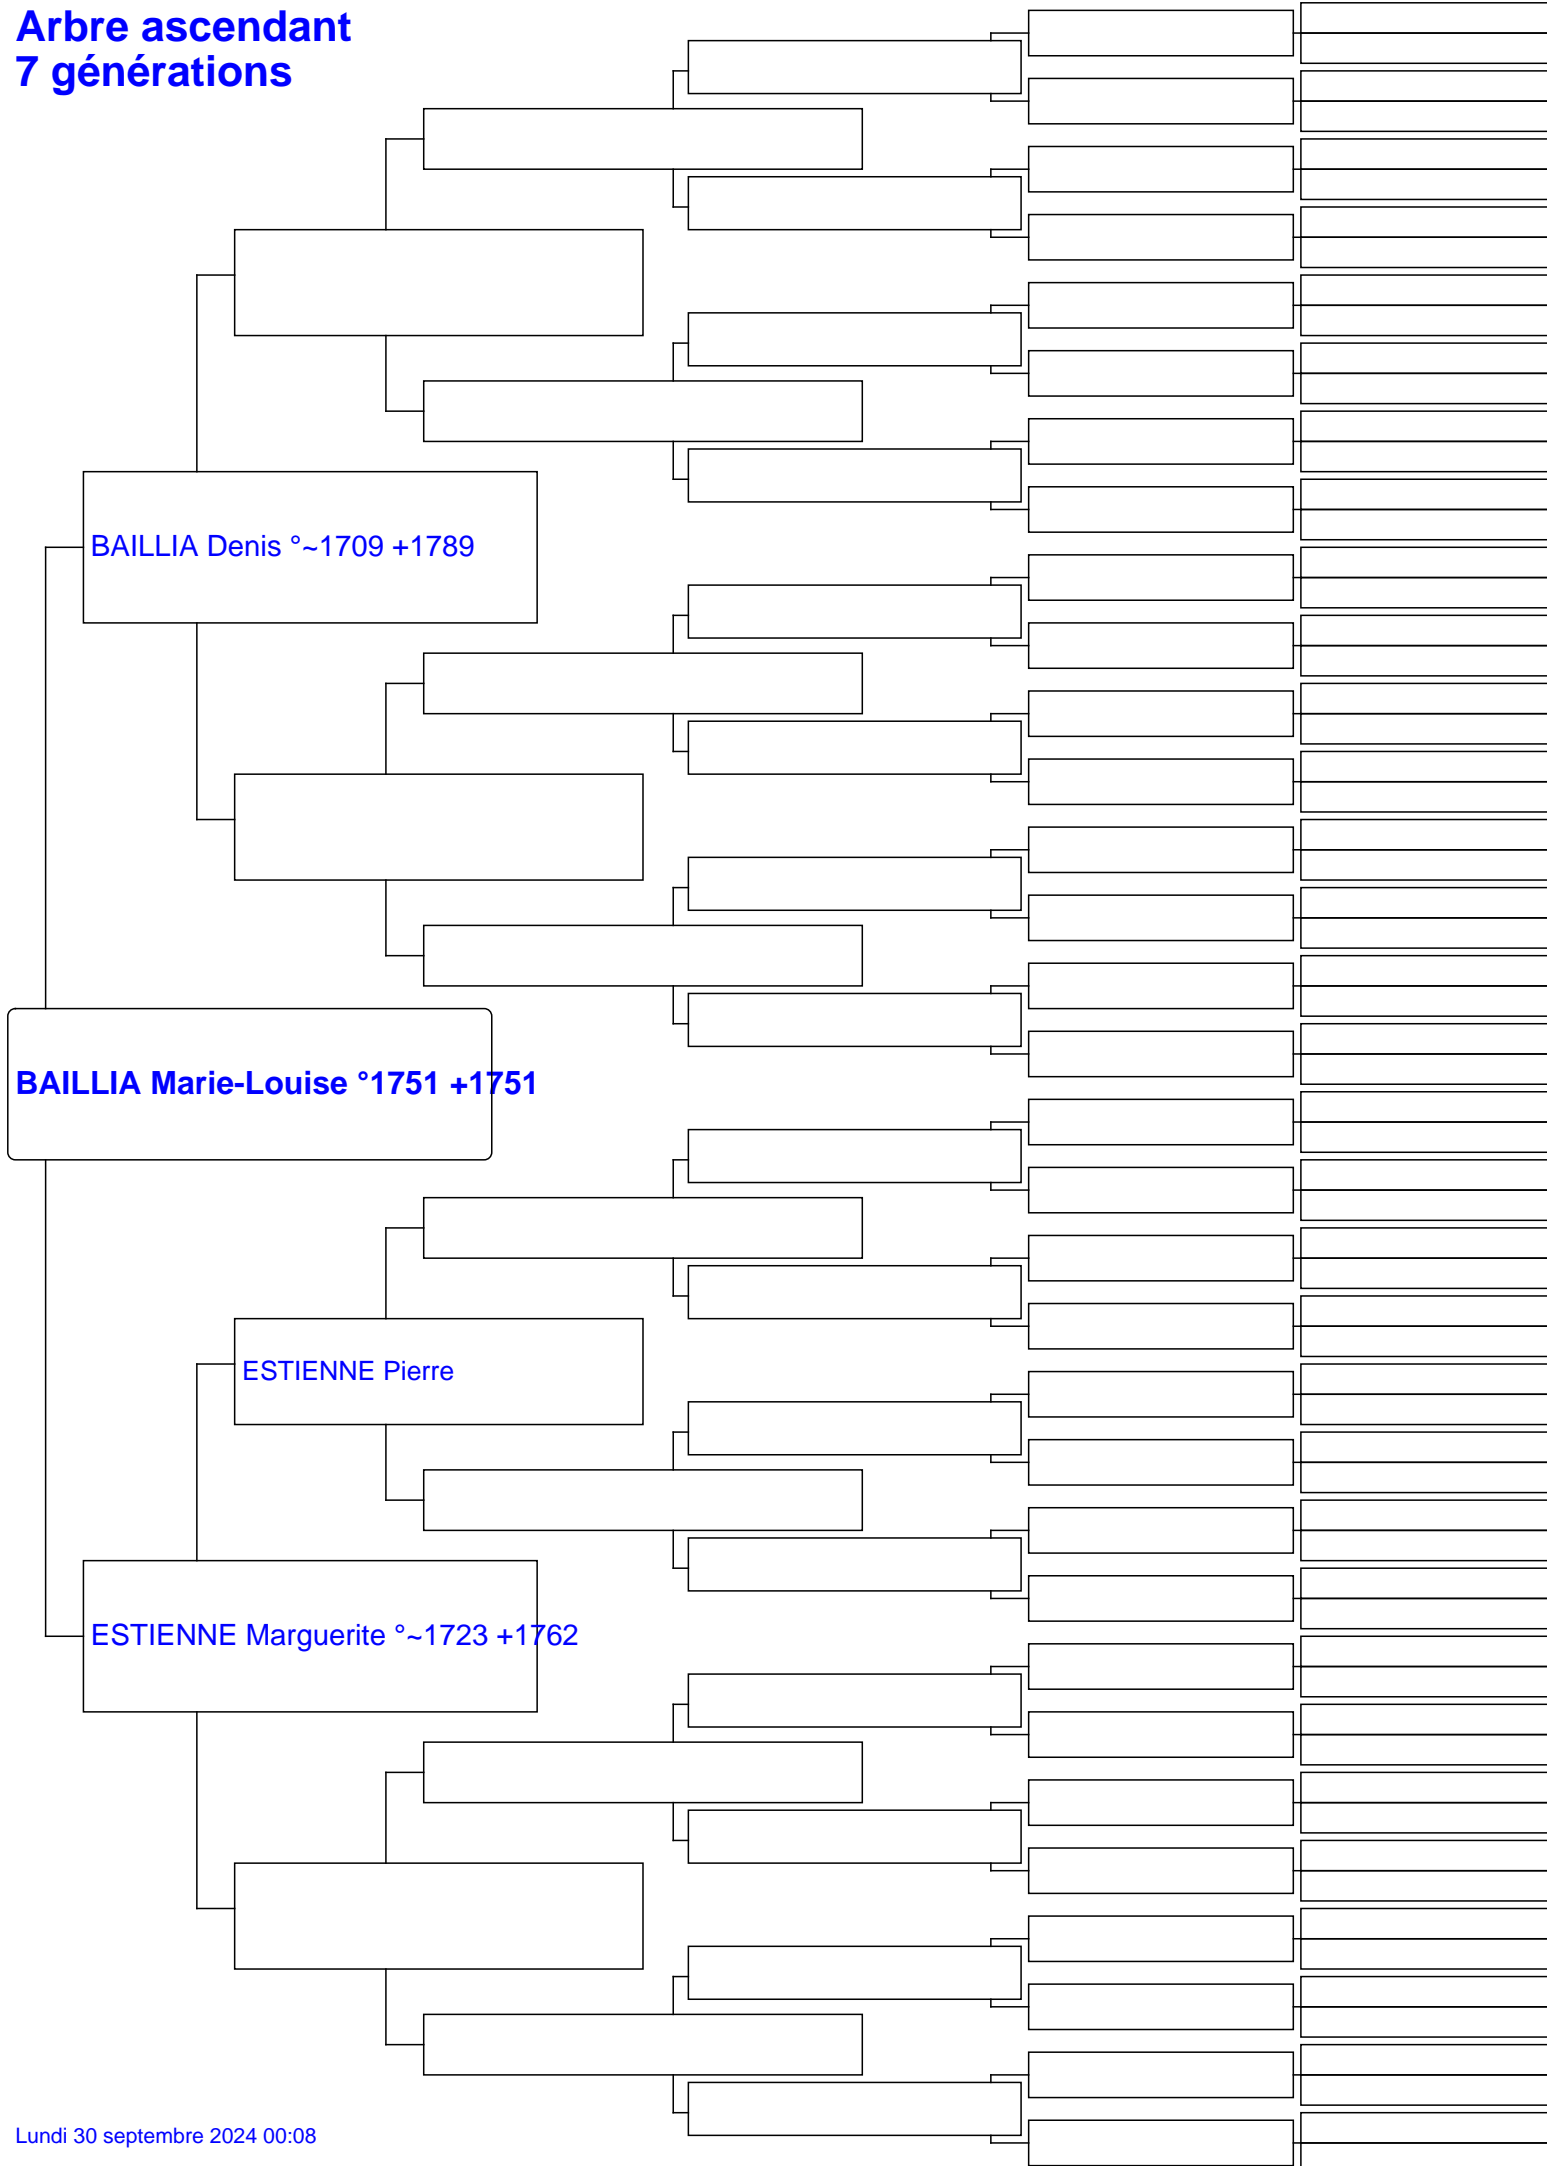 Arbre ascendant
7 générations
BAILLIA Denis °~1709 +1789
BAILLIA Marie-Louise °1751 +1751
ESTIENNE Pierre
ESTIENNE Marguerite °~1723 +1762
Lundi 30 septembre 2024 00:08